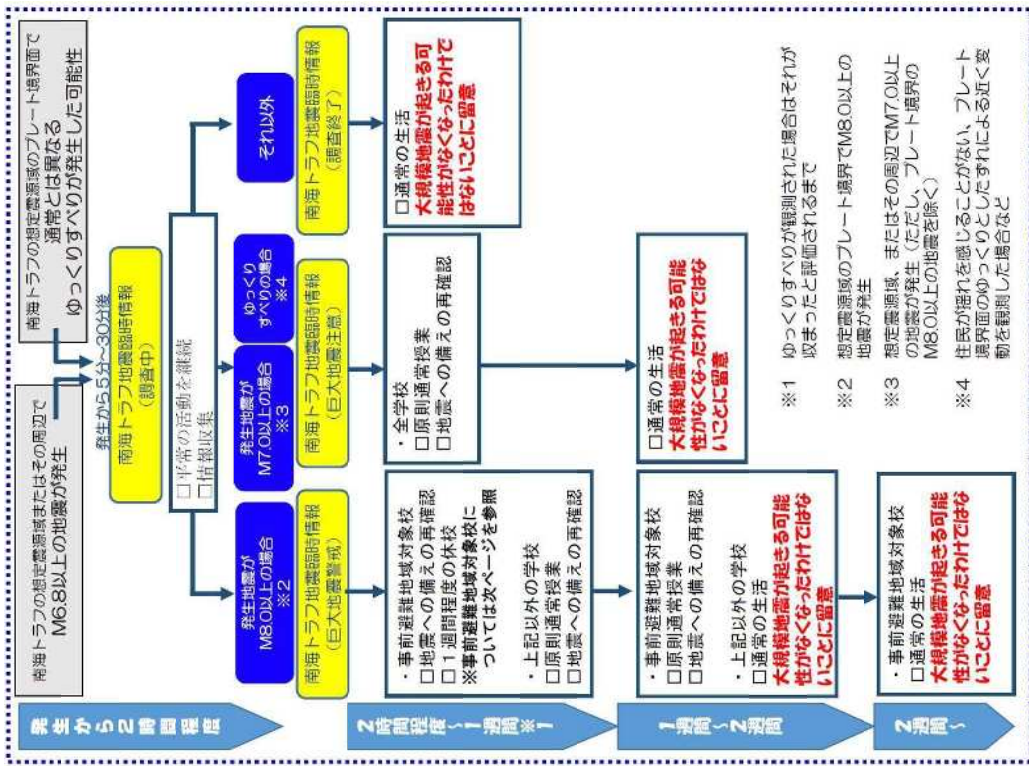 南海トラフの想定震源域またはその周辺で
M6.8以上の地震が発生
南海トラフの想定震源域のプレート境界面で
通常とは異なる
ゆっくりすべりが発生した可能性
発生から5分~30分後
南海トラフ地震臨時情報
(調査中)
□平常の活動を継続
□情報収集
発生から2時間程度
発生地震が
M8.0以上の場合
※2
発生地震が
M7.0以上の場合
※3
ゆっくり
すべりの場合
※4
それ以外
南海トラフ地震臨時情報
(巨大地震警戒)
南海トラフ地震臨時情報
(巨大地震注意)
南海トラフ地震臨時情報
(調査終了)
2時間程度~1週間※1
・事前避難地域対象校
□地震への備えの再確認
□1週間程度の休校
※事前避難地域対象校に
ついては次ページを参照
・上記以外の学校
□原則通常授業
□地震への備えの再確認
・全学校
□原則通常授業
□地震への備えの再確認
□通常の生活
大規模地震が起きる可
能性がなくなったわけで
はないことに留意
1週間~2週間
・事前避難地域対象校
□原則通常授業
□地震への備えの再確認
・上記以外の学校
□通常の生活
大規模地震が起きる可能
性がなくなったわけではな
いことに留意
□通常の生活
大規模地震が起きる可能
性がなくなったわけではな
いことに留意
2週間~
・事前避難地域対象校
□通常の生活
大規模地震が起きる可能
性がなくなったわけではな
いことに留意
※1 ゆっくりすべりが観測された場合はそれが
収まったと評価されるまで
※2 想定震源域のプレート境界でM8.0以上の
地震が発生
※3 想定震源域、またはその周辺でM7.0以上
の地震が発生(ただし、プレート境界の
M8.0以上の地震を除く)
※4 住民が揺れを感じることがない、プレート
境界面のゆっくりとしたずれによる近く変
動を観測した場合など